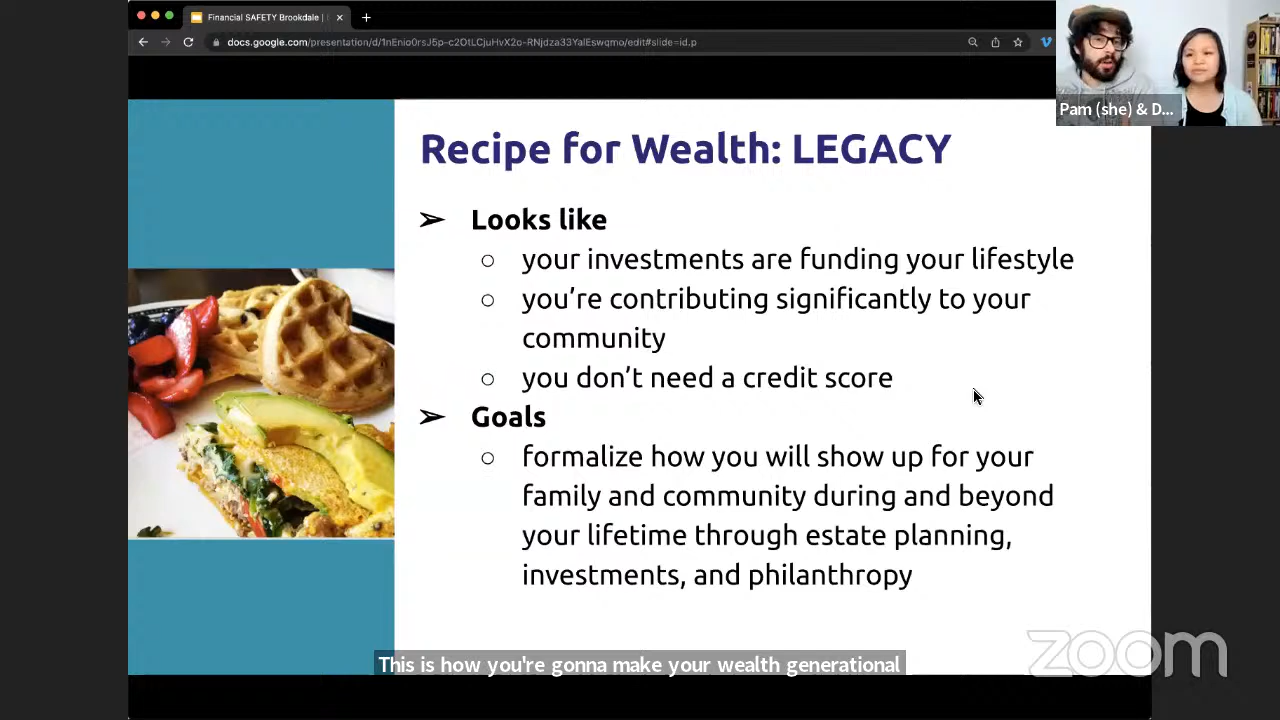 Financial SAFETY Brookdale |
docs.google.com/presentation/d/1nEnio0rsJ5p-c2OtLCjuHvX2o-RNjdza33YalEswqmo/edit#slide=id.p
Pam (she) & D...
Recipe for Wealth: LEGACY
➢ Looks like
○ your investments are funding your lifestyle
○ you’re contributing significantly to your
community
○ you don’t need a credit score
➢ Goals
○ formalize how you will show up for your
family and community during and beyond
your lifetime through estate planning,
investments, and philanthropy
This is how you're gonna make your wealth generational
zoom